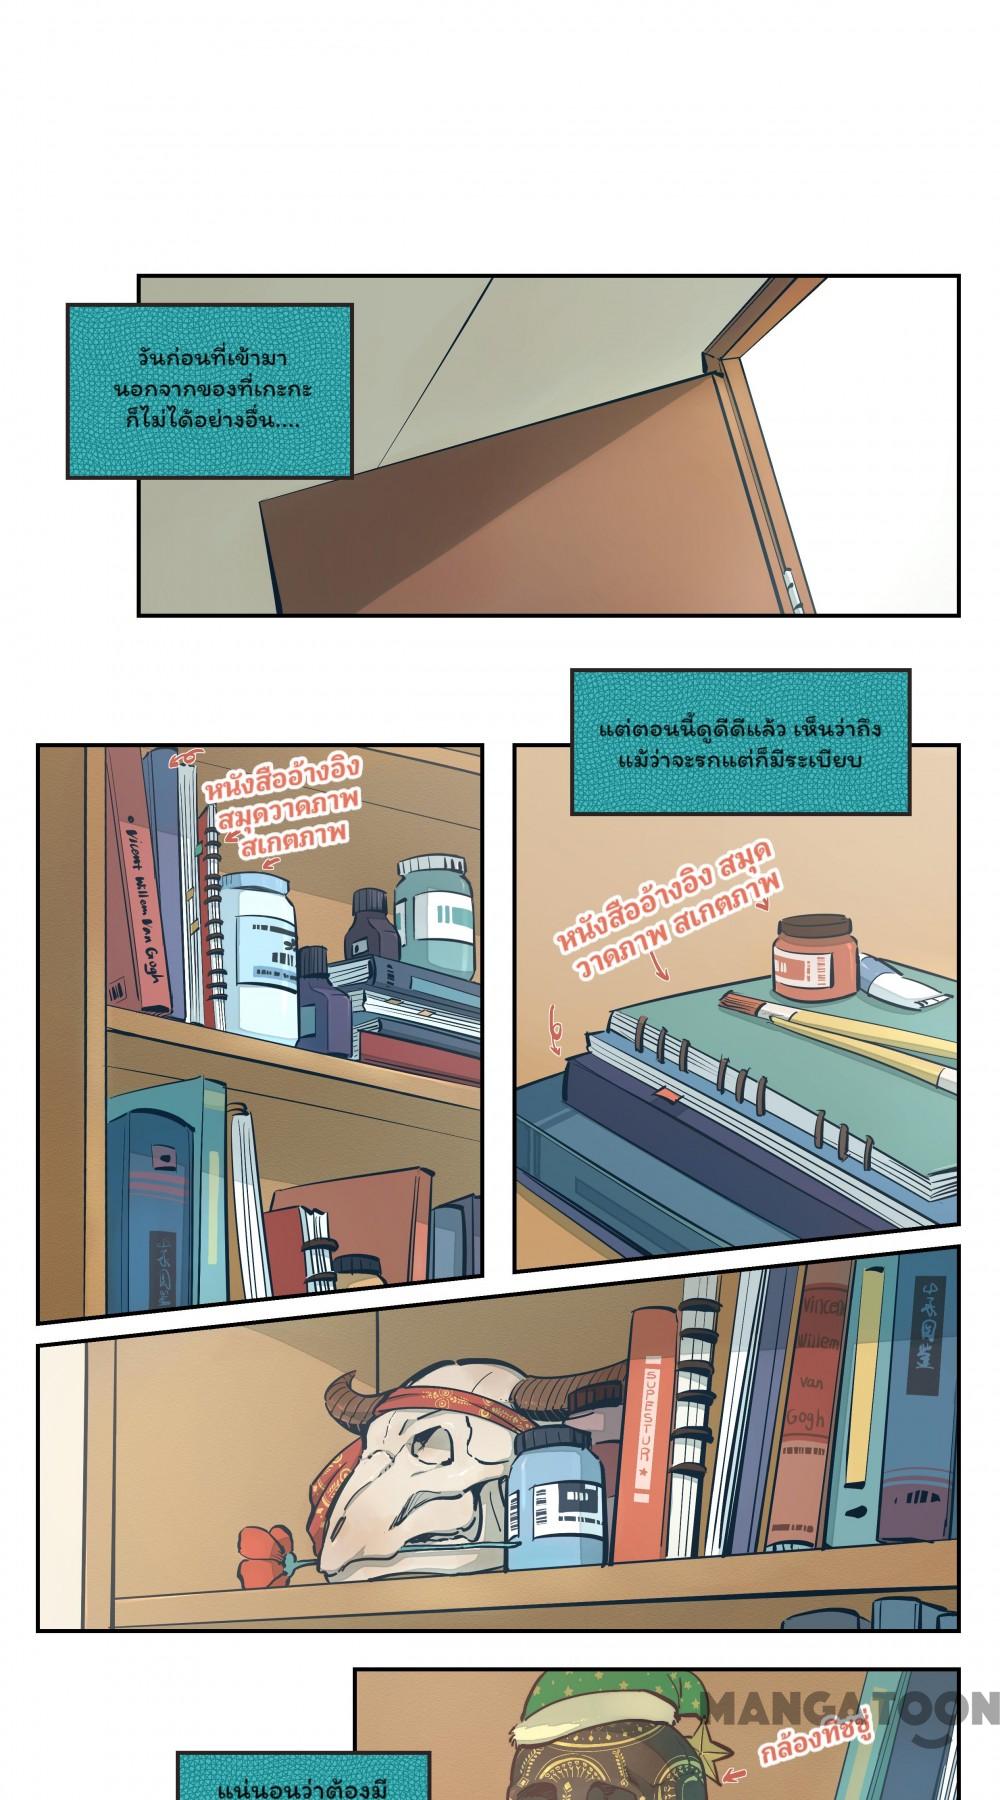 วันก่อนที่เข้ามา
นอกจากของที่เกะกะ
ก็ไม่ได้อย่างอื่น....
แต่ตอนนี้ดูดีดีแล้ว เห็นว่าถึง
แม้ว่าจะรกแต่ก็มีระเบียบ
หนังสืออ้างอิง
สมุดวาดภาพ
สเกตภาพ
Vicent Willem Van Gogh
หนังสืออ้างอิง สมุด
วาดภาพ สเกตภาพ
SUPESTUR
Vincen
Willem
Van
Gogh
MANGATOON
กล้องทิชชู่
แน่นอนว่าต้องมี